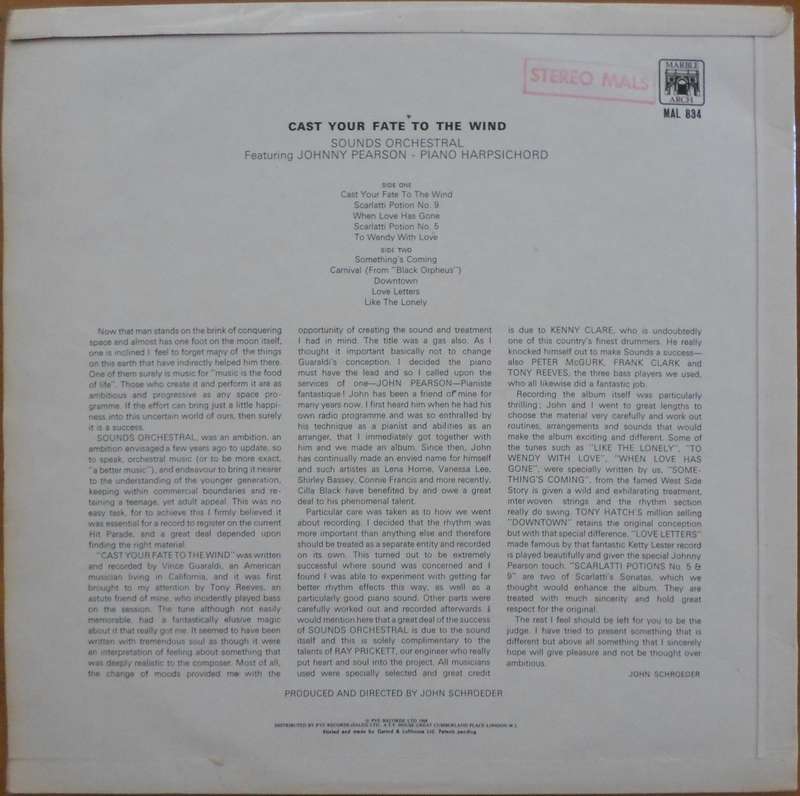 STEREO MALS
MARBLE
ARCH
MAL 834
CAST YOUR FATE TO THE WIND
SOUNDS ORCHESTRAL
Featuring JOHNNY PEARSON - PIANO HARPSICHORD
SIDE ONE
Cast Your Fate To The Wind
Scarlatti Potion No. 9
When Love Has Gone
Scarlatti Potion No. 5
To Wendy With Love
SIDE TWO
Something's Coming
Carnival (From "Black Orpheus")
Downtown
Love Letters
Like The Lonely
Now that man stands on the brink of conquering
space and almost has one foot on the moon itself,
one is inclined I feel to forget many of the things
on this earth that have indirectly helped him there.
One of them surely is music for "music is the food
of life". Those who create it and perform it are as
ambitious and progressive as any space pro-
gramme. If the effort can bring just a little happi-
ness into this uncertain world of ours, then surely
it is a success.
SOUNDS ORCHESTRAL, was an ambition, an
ambition envisaged a few years ago to update, so
to speak, orchestral music (or to be more exact,
"a better music"), and endeavour to bring it nearer
to the understanding of the younger generation,
keeping within commercial boundaries and re-
taining a teenage, yet adult appeal. This was no
easy task, for to achieve this I firmly believed it
was essential for a record to register on the current
Hit Parade, and a great deal depended upon
finding the right material.
"CAST YOUR FATE TO THE WIND" was written
and recorded by Vince Guaraldi, an American
musician living in California, and it was first
brought to my attention by Tony Reeves, an
astute friend of mine, who incidently played bass
on the session. The tune although not easily
memorable, had a fantastically elusive magic
about it that really got me. It seemed to have been
written with tremendous soul as though it were
an interpretation of feeling about something that
was deeply realistic to the composer. Most of all,
the change of moods provided me with the
opportunity of creating the sound and treatment
I had in mind. The title was a gas also. As I
thought it important basically not to change
Guaraldi's conception. I decided the piano
must have the lead and so I called upon the
services of one—JOHN PEARSON—Pianiste
fantastique! John has been a friend of mine for
many years now. I first heard him when he had his
own radio programme and was so enthralled by
his technique as a pianist and abilities as an
arranger, that I immediately got together with
him and we made an album. Since then, John
has continually made an envied name for himself
and such artistes as Lena Horne, Vanessa Lee,
Shirley Bassey, Connie Francis and more recently,
Cilla Black have benefited by and owe a great
deal to his phenomenal talent.
Particular care was taken as to how we went
about recording. I decided that the rhythm was
more important than anything else and therefore
should be treated as a separate entity and recorded
on its own. This turned out to be extremely
successful where sound was concerned and I
found I was able to experiment with getting far
better rhythm effects this way, as well as a
particularly good piano sound. Other parts were
carefully worked out and recorded afterwards. I
would mention here that a great deal of the success
of SOUNDS ORCHESTRAL is due to the sound
itself and this is solely complimentary to the
talents of RAY PRICKETT, our engineer who really
put heart and soul into the project. All musicians
used were specially selected and great credit
is due to KENNY CLARE, who is undoubtedly
one of this country's finest drummers. He really
knocked himself out to make Sounds a success—
also PETER McGURK, FRANK CLARK and
TONY REEVES, the three bass players we used,
who all likewise did a fantastic job.
Recording the album itself was particularly
thrilling; John and I went to great lengths to
choose the material very carefully and work out
routines, arrangements and sounds that would
make the album exciting and different. Some of
the tunes such as "LIKE THE LONELY", "TO
WENDY WITH LOVE", "WHEN LOVE HAS
GONE", were specially written by us, "SOME-
THING'S COMING", from the famed West Side
Story is given a wild and exhilarating treatment,
inter woven strings and the rhythm section
really do swing. TONY HATCH'S million selling
"DOWNTOWN" retains the original conception
but with that special difference. "LOVE LETTERS"
made famous by that fantastic Ketty Lester record
is played beautifully and given the special Johnny
Pearson touch. "SCARLATTI POTIONS No. 5 &
9" are two of Scarlatti's Sonatas, which we
thought would enhance the album. They are
treated with much sincerity and hold great
respect for the original.
The rest I feel should be left for you to be the
judge. I have tried to present something that is
different but above all something that I sincerely
hope will give pleasure and not be thought over
ambitious.
JOHN SCHROEDER
PRODUCED AND DIRECTED BY JOHN SCHROEDER
© PYE RECORDS LTD 1968
DISTRIBUTED BY PYE RECORDS (SALES) LTD., A.T.V. HOUSE GREAT CUMBERLAND PLACE LONDON W.1.
Printed and made by Garrod & Lofthouse Ltd. Patents pending